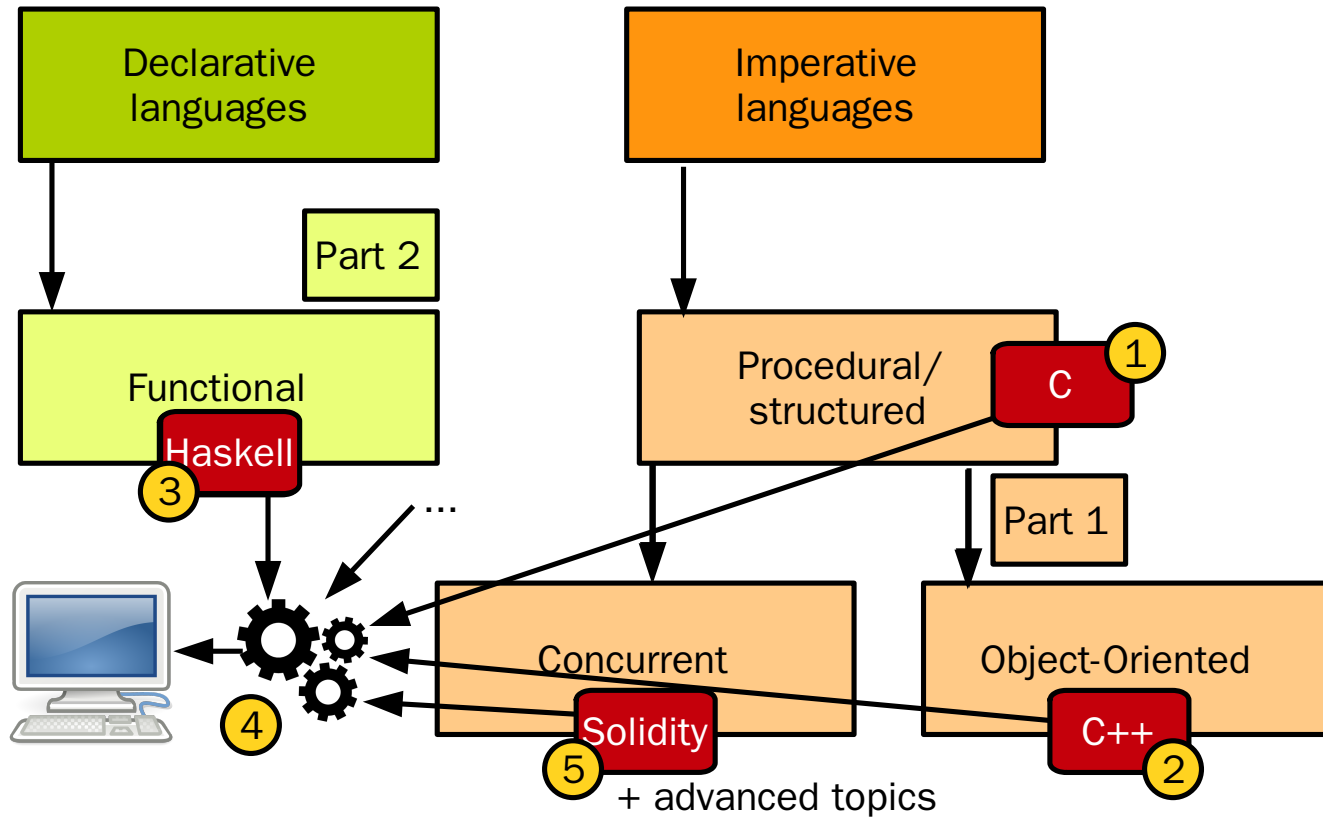 Declarative
languages
Imperative
languages
Part 2
Functional
Haskell
3
Procedural/
structured
C
1
...
Part 1
Concurrent
Solidity
5
Object-Oriented
C++
2
4
+ advanced topics